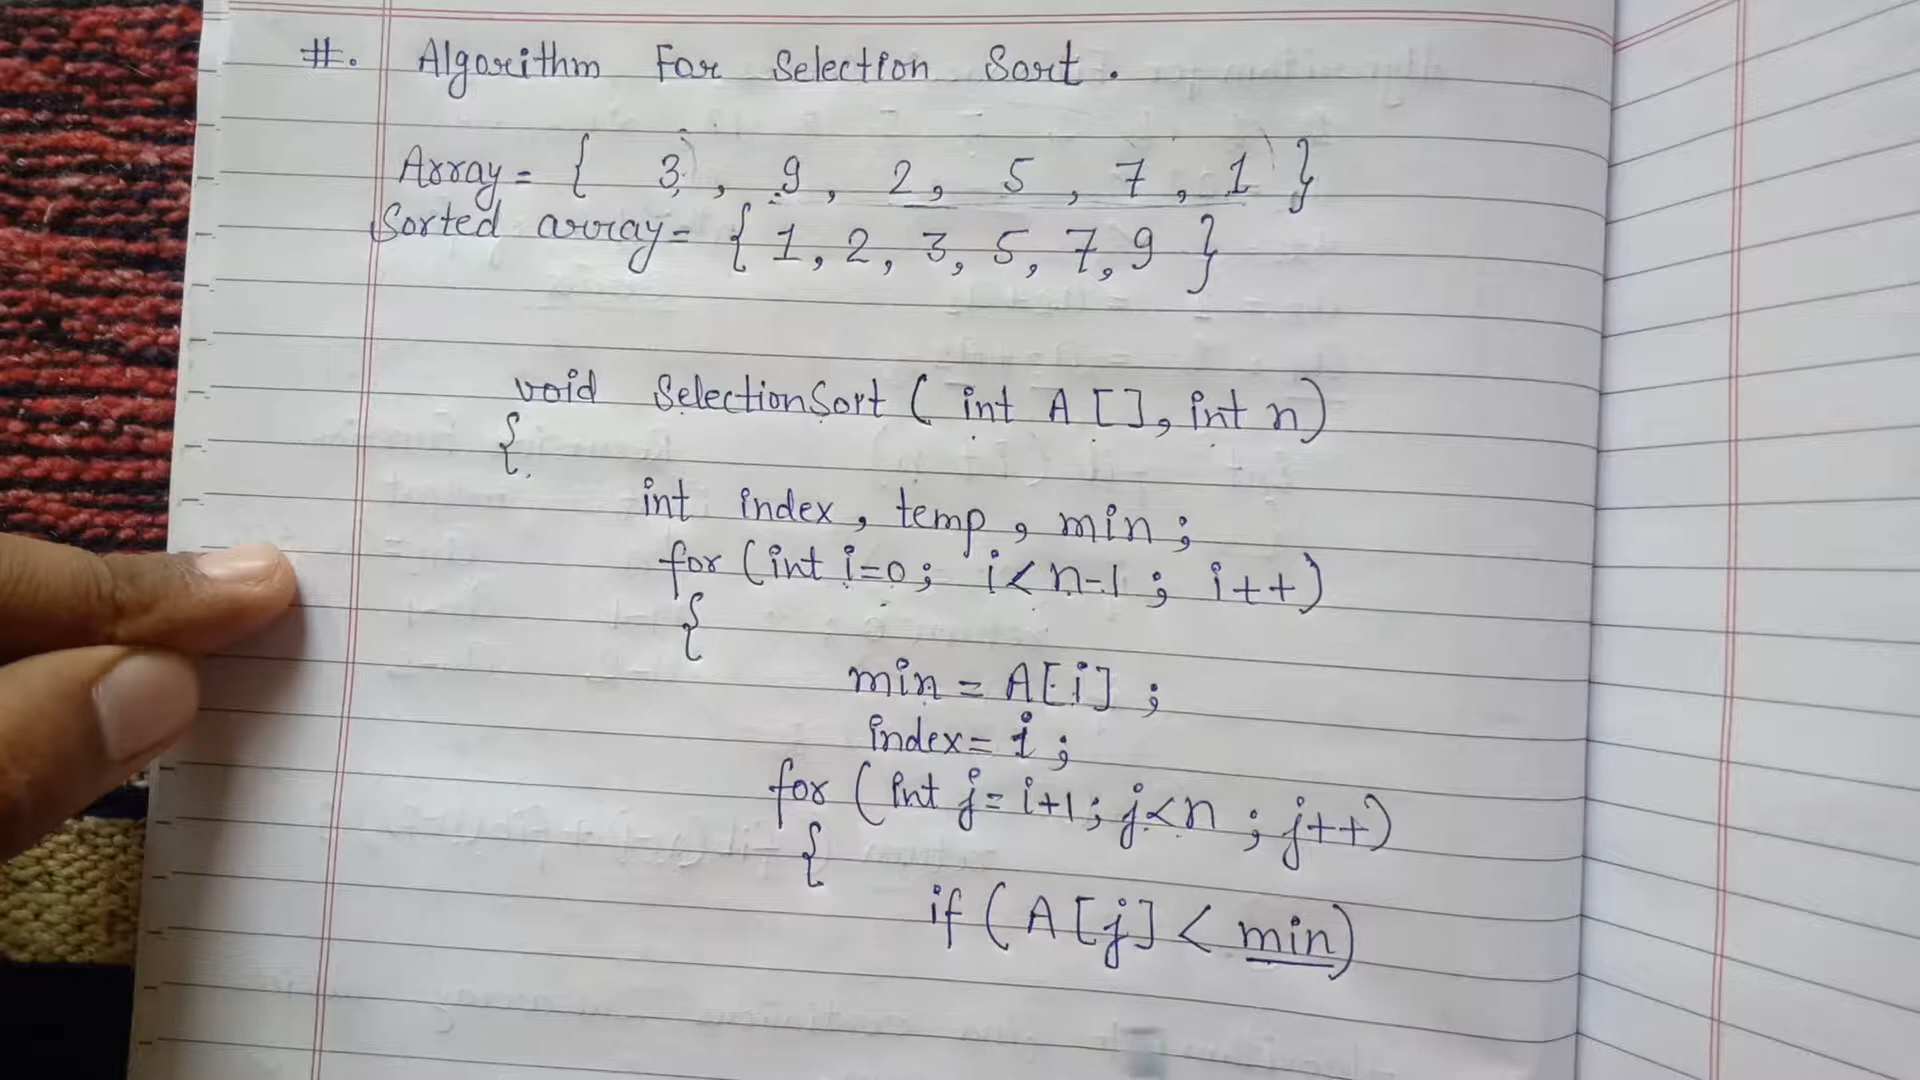 #. Algorithm For Selection Sort.
Array = { 3, 9, 2, 5, 7, 1 }
Sorted array = { 1, 2, 3, 5, 7, 9 }
void SelectionSort ( int A [ ], int n )
{
int index, temp, min ;
for ( int i = 0 ; i < n-1 ; i++ )
{
min = A[i] ;
index = i ;
for ( int j = i+1 ; j < n ; j++ )
{
if ( A[j] < min )